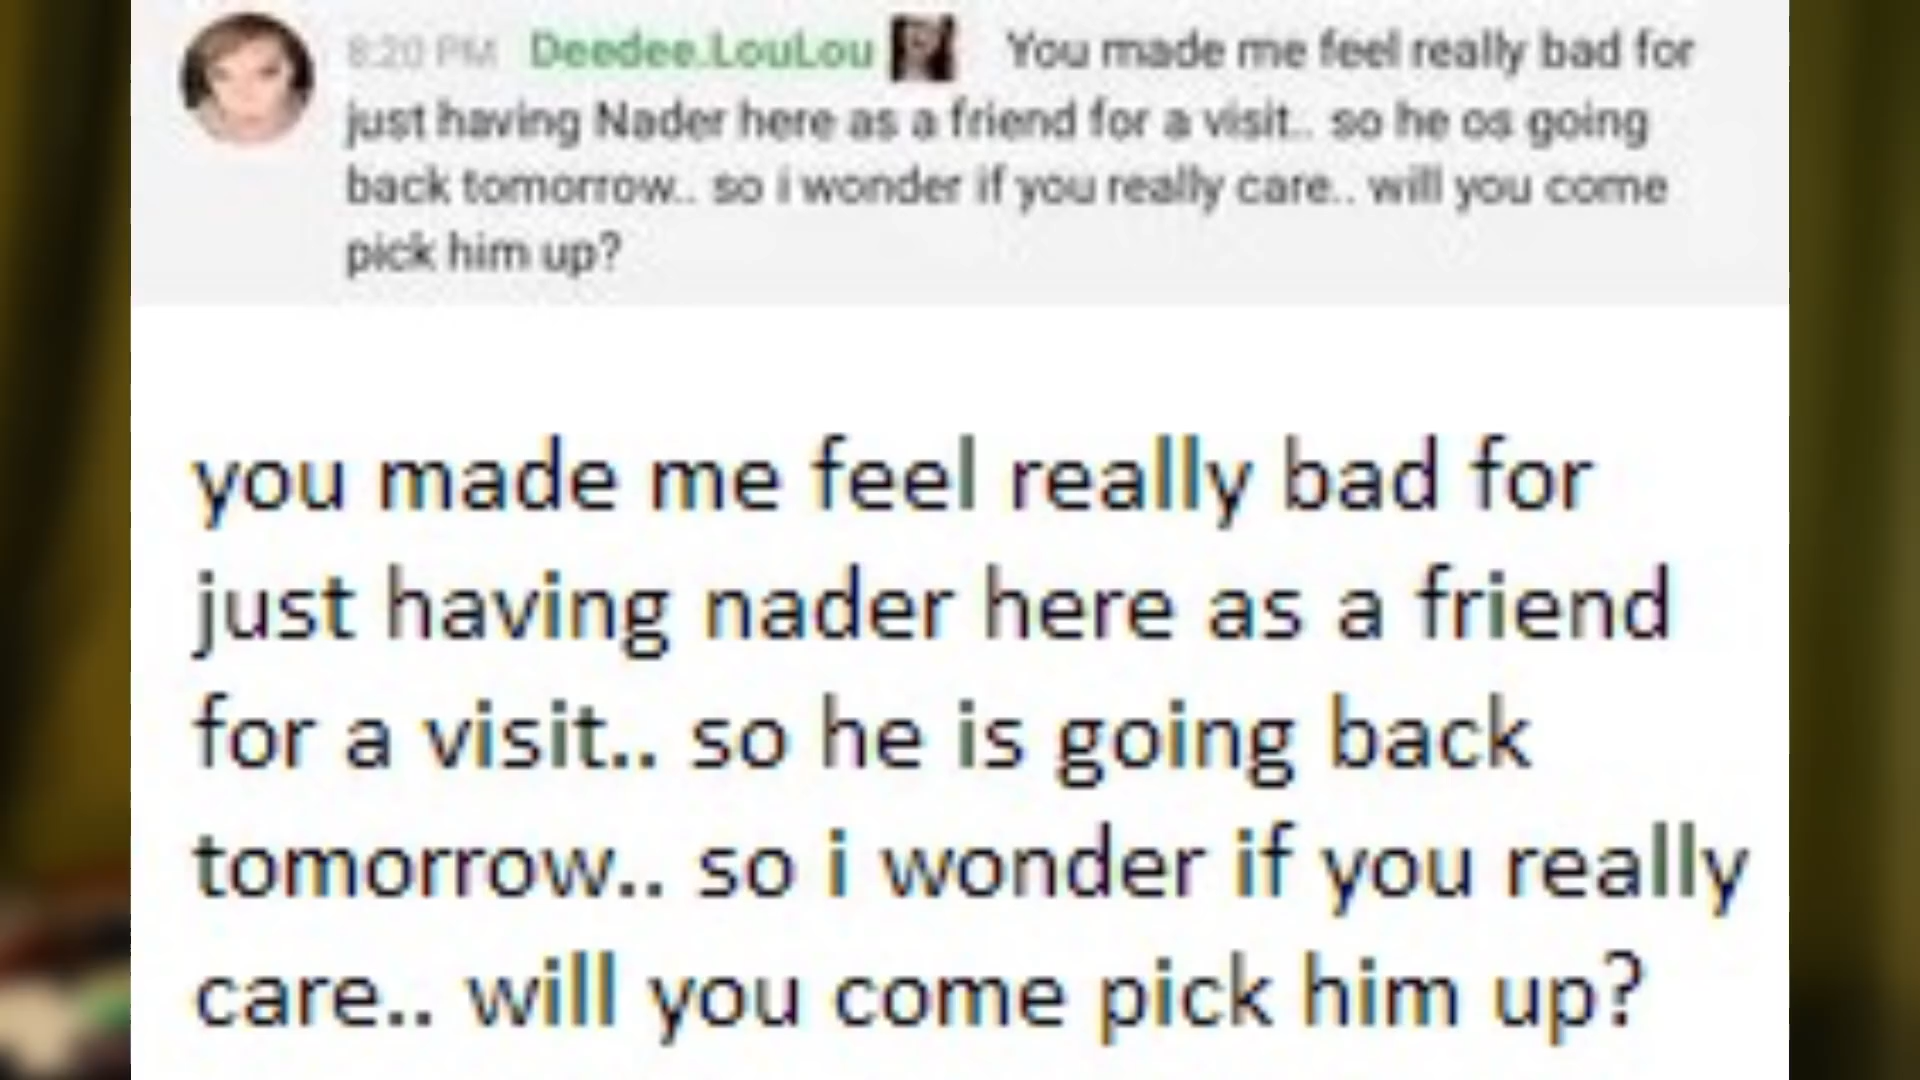 8:20 PM Deedee.LouLou You made me feel really bad for
just having Nader here as a friend for a visit.. so he os going
back tomorrow.. so i wonder if you really care.. will you come
pick him up?
you made me feel really bad for
just having nader here as a friend
for a visit.. so he is going back
tomorrow.. so i wonder if you really
care.. will you come pick him up?